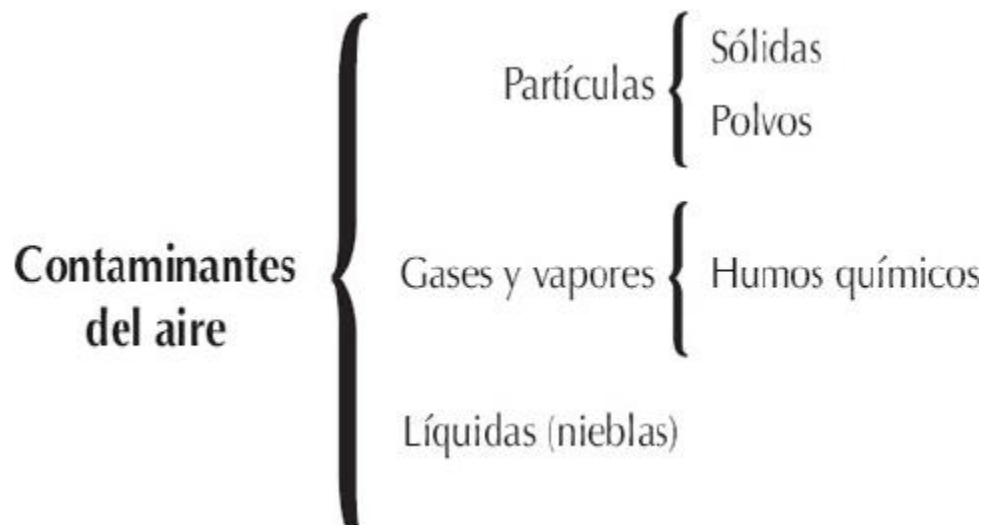 Contaminantes
del aire
Partículas
Sólidas
Polvos
Gases y vapores
Humos químicos
Líquidas (nieblas)